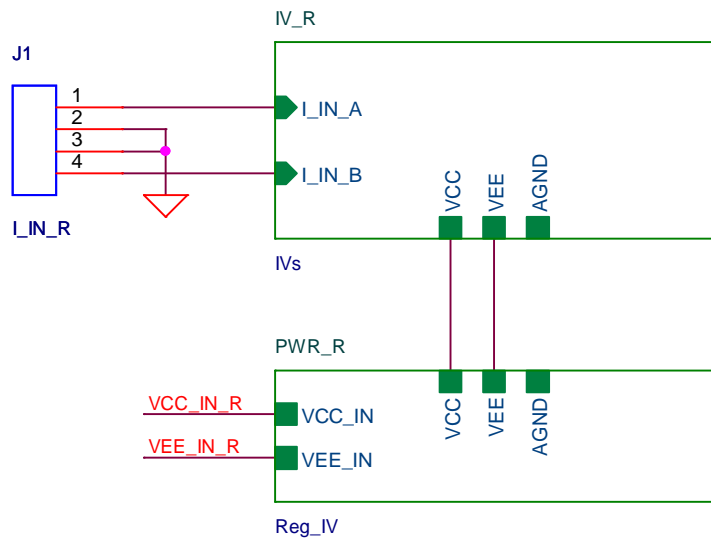 IV_R
J1
1
2
3
4
I_IN_A
I_IN_B
VCC
VEE
AGND
I_IN_R
IVs
PWR_R
VCC_IN_R
VCC_IN
VEE_IN_R
VEE_IN
VCC
VEE
AGND
Reg_IV